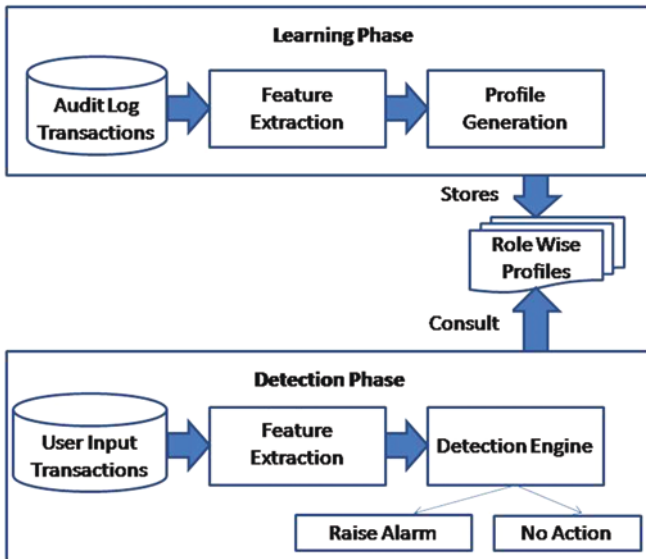 Learning Phase
Audit Log
Transactions
Feature
Extraction
Profile
Generation
Stores
Role Wise
Profiles
Consult
Detection Phase
User Input
Transactions
Feature
Extraction
Detection Engine
Raise Alarm
No Action